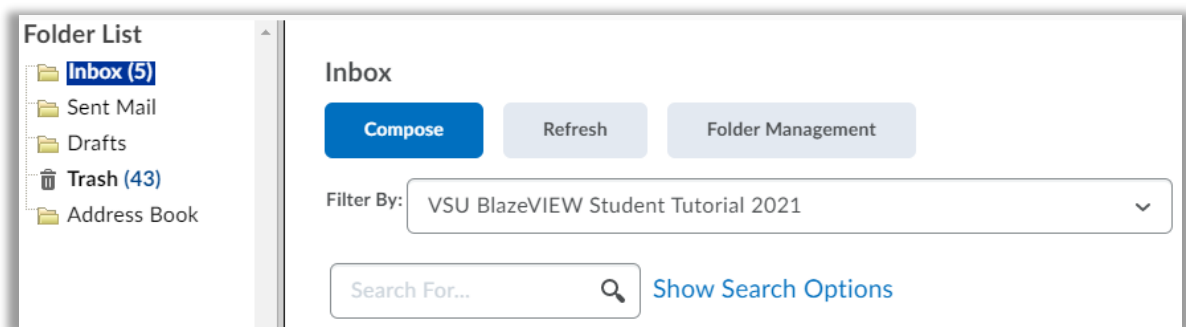 Folder List
Inbox (5)
Sent Mail
Drafts
Trash (43)
Address Book
Inbox
Compose Refresh Folder Management
Filter By: VSU BlazeVIEW Student Tutorial 2021
Search For... Show Search Options